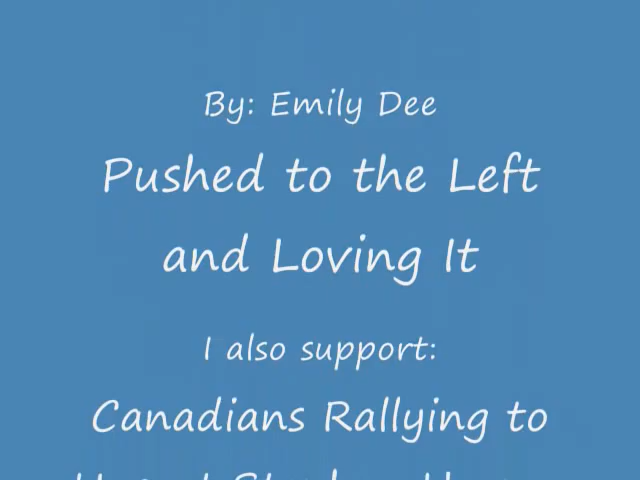 By: Emily Dee
Pushed to the Left
and Loving It
I also support:
Canadians Rallying to